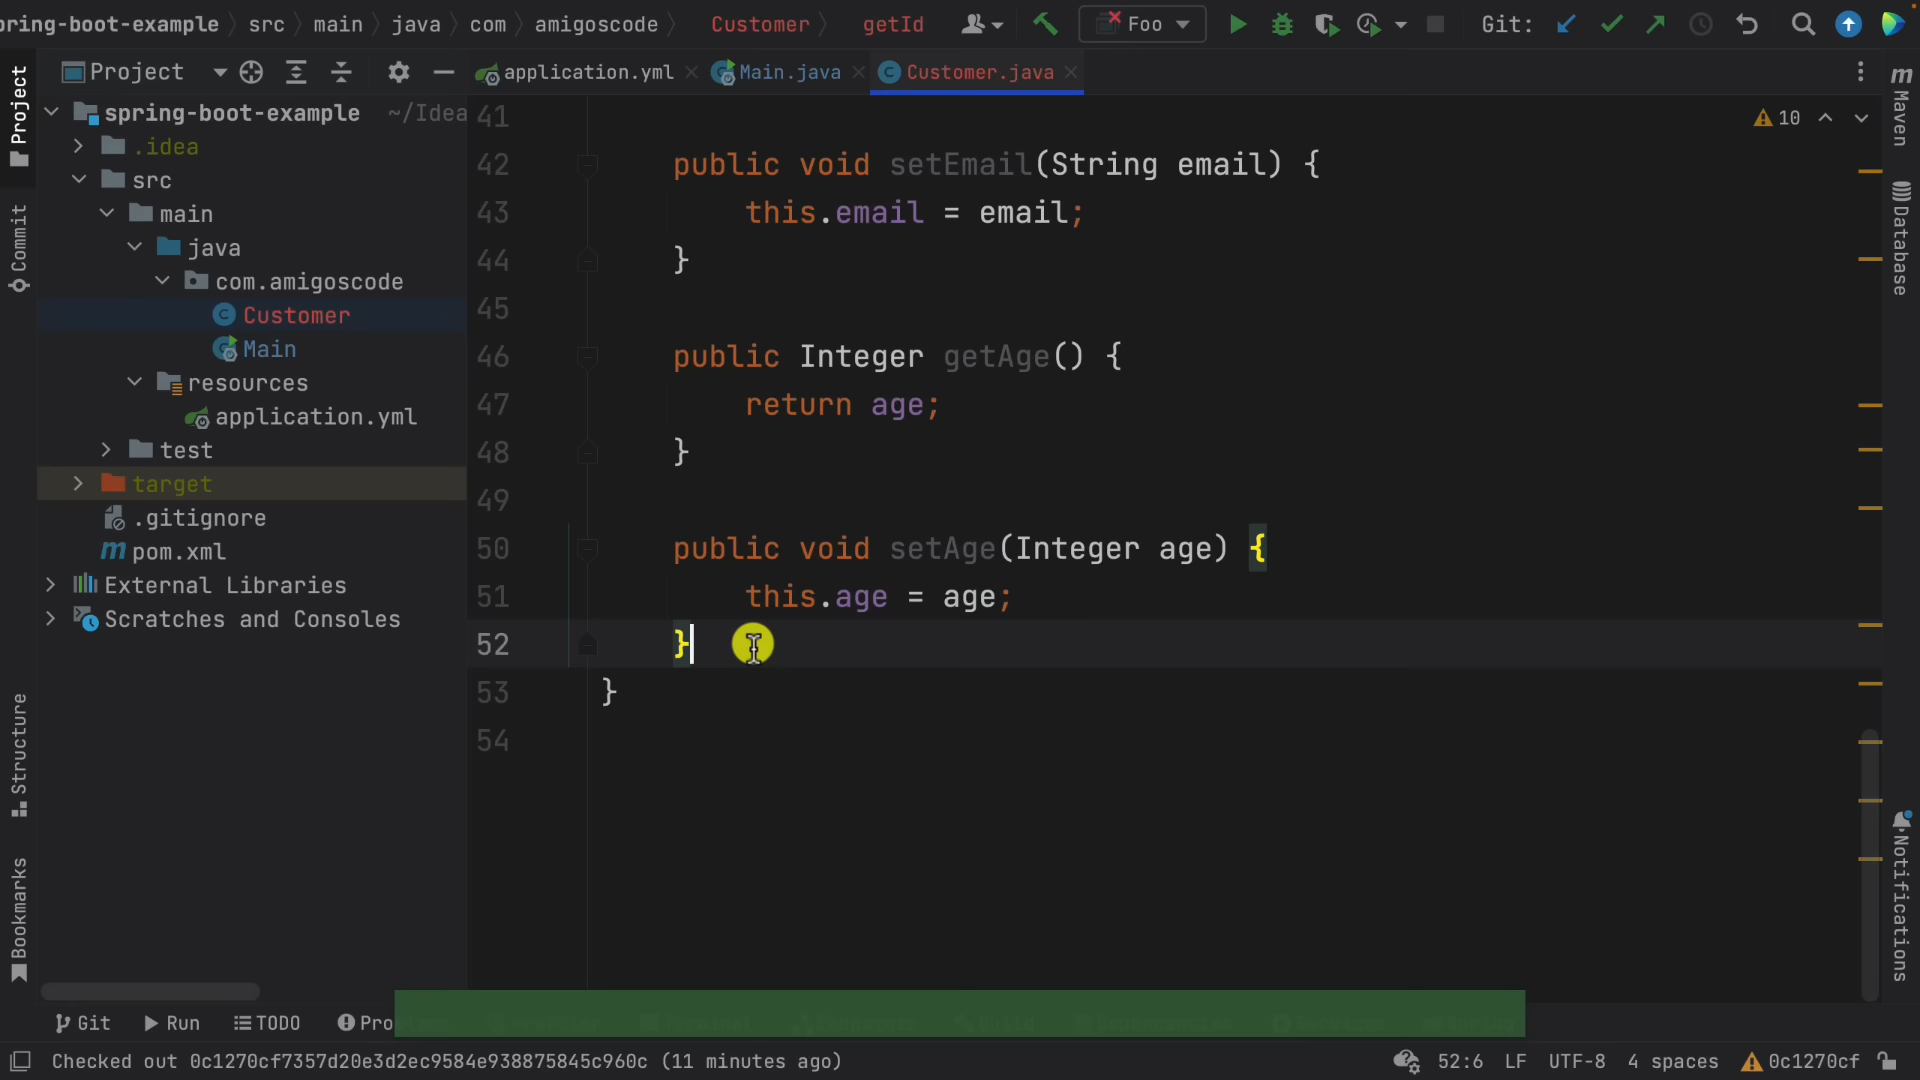 pring-boot-example src main java com amigoscode Customer getId Foo Git:
Project application.yml Main.java Customer.java
spring-boot-example ~/Idea
.idea
src
main
java
com.amigoscode
Customer
Main
resources
application.yml
test
target
.gitignore
m pom.xml
External Libraries
Scratches and Consoles
41
42 public void setEmail(String email) {
43 this.email = email;
44 }
45
46 public Integer getAge() {
47 return age;
48 }
49
50 public void setAge(Integer age) {
51 this.age = age;
52 }
53 }
54
10
Project
Commit
Structure
Bookmarks
m Maven
Database
Notifications
Git Run TODO Pro
Checked out 0c1270cf7357d20e3d2ec9584e938875845c960c (11 minutes ago) 52:6 LF UTF-8 4 spaces 0c1270cf